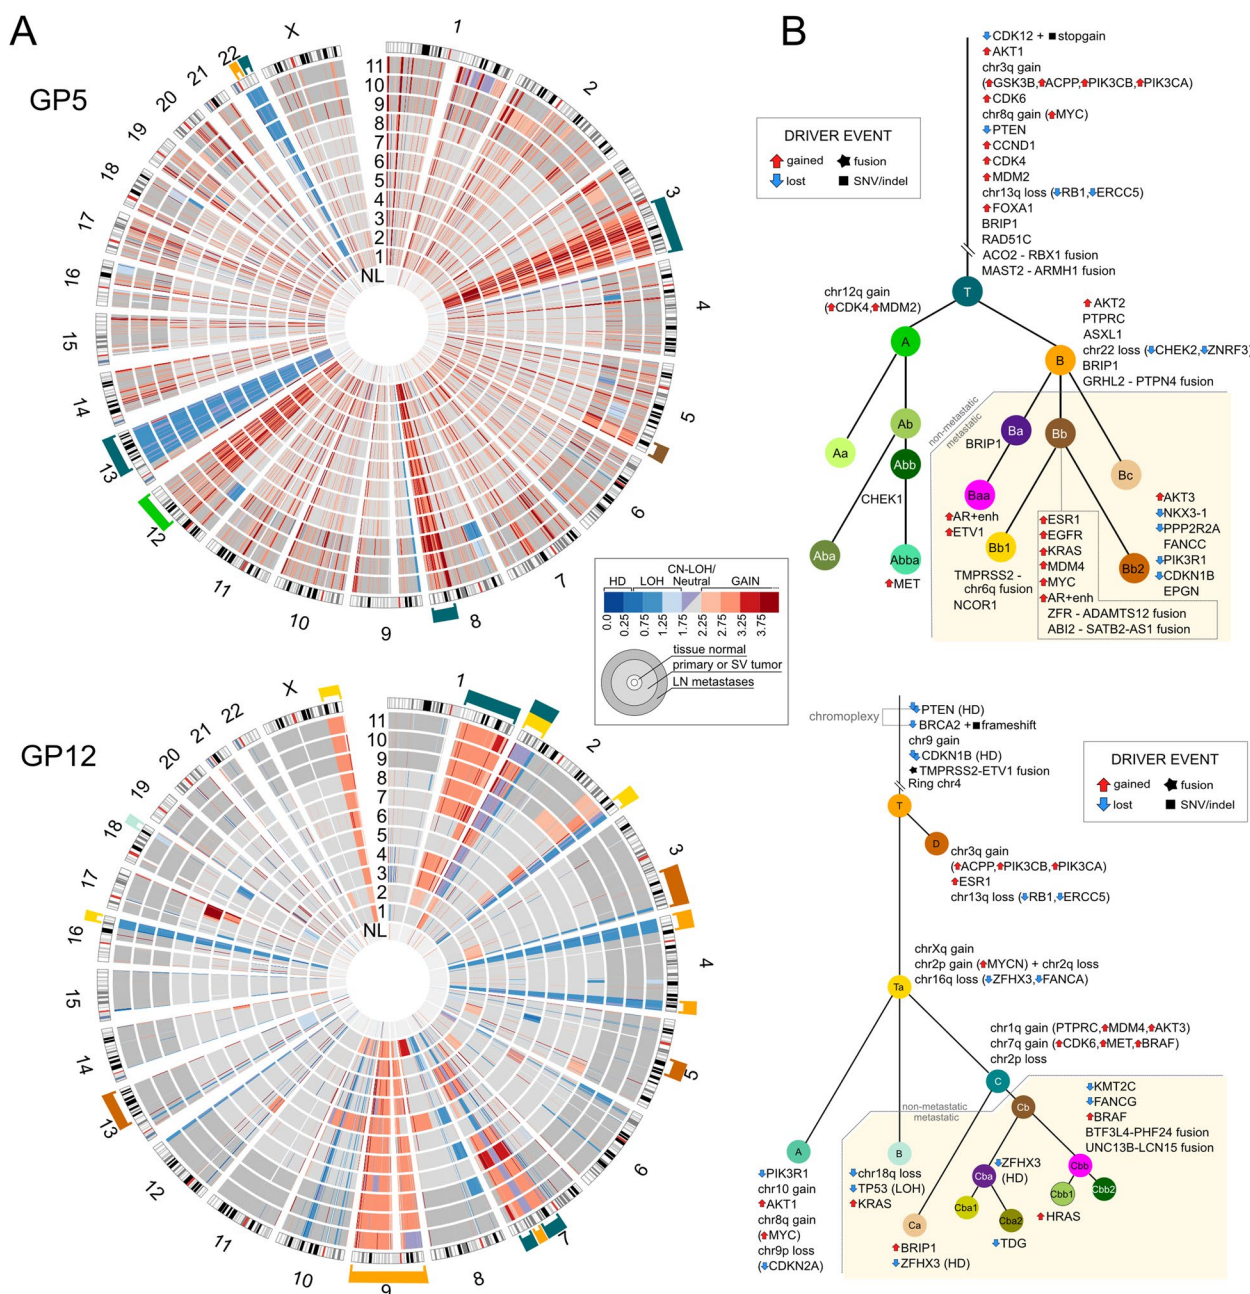 A
GP5
X
1
2
3
4
5
6
7
8
9
10
11
12
13
14
15
16
17
18
19
20
21
22
11
10
9
8
7
6
5
4
3
2
1
NL
HD
LOH
CN-LOH/
Neutral
GAIN
...
0.0
0.25
0.75
1.25
1.75
2.25
2.75
3.25
3.75
tissue normal
primary or SV tumor
LN metastases
GP12
X
1
2
3
4
5
6
7
8
9
10
11
12
13
14
15
16
17
18
19
20
21
22
11
10
9
8
7
6
5
4
3
2
1
NL
B
DRIVER EVENT
gained
fusion
lost
SNV/indel
CDK12 + ■stopgain
AKT1
chr3q gain
(GSK3B,ACPP,PIK3CB,PIK3CA)
CDK6
chr8q gain (MYC)
PTEN
CCND1
CDK4
MDM2
chr13q loss (RB1,ERCC5)
FOXA1
BRIP1
RAD51C
ACO2 - RBX1 fusion
MAST2 - ARMH1 fusion
T
chr12q gain
(CDK4,MDM2)
A
AKT2
PTPRC
ASXL1
chr22 loss (CHEK2,ZNRF3)
BRIP1
GRHL2 - PTPN4 fusion
B
non-metastatic
metastatic
Aa
Ab
Abb
CHEK1
Aba
Abba
MET
Ba
BRIP1
Baa
AR+enh
ETV1
Bb
Bc
Bb1
TMPRSS2 -
chr6q fusion
NCOR1
ESR1
EGFR
KRAS
MDM4
MYC
AR+enh
ZFR - ADAMTS12 fusion
ABI2 - SATB2-AS1 fusion
Bb2
AKT3
NKX3-1
PPP2R2A
FANCC
PIK3R1
CDKN1B
EPGN
chromoplexy
PTEN (HD)
BRCA2 + ■frameshift
chr9 gain
CDKN1B (HD)
TMPRSS2-ETV1 fusion
Ring chr4
DRIVER EVENT
gained
fusion
lost
SNV/indel
T
D
chr3q gain
(ACPP,PIK3CB,PIK3CA)
ESR1
chr13q loss (RB1,ERCC5)
chrXq gain
chr2p gain (MYCN) + chr2q loss
chr16q loss (ZFHX3,FANCA)
Ta
chr1q gain (PTPRC,MDM4,AKT3)
chr7q gain (CDK6,MET,BRAF)
chr2p loss
C
non-metastatic
metastatic
A
PIK3R1
chr10 gain
AKT1
chr8q gain
(MYC)
chr9p loss
(CDKN2A)
B
chr18q loss
TP53 (LOH)
KRAS
Ca
BRIP1
ZFHX3 (HD)
Cb
Cba
ZFHX3
(HD)
Cba1
Cba2
TDG
KMT2C
FANCG
BRAF
BTF3L4-PHF24 fusion
UNC13B-LCN15 fusion
Cbb
Cbb1
Cbb2
HRAS